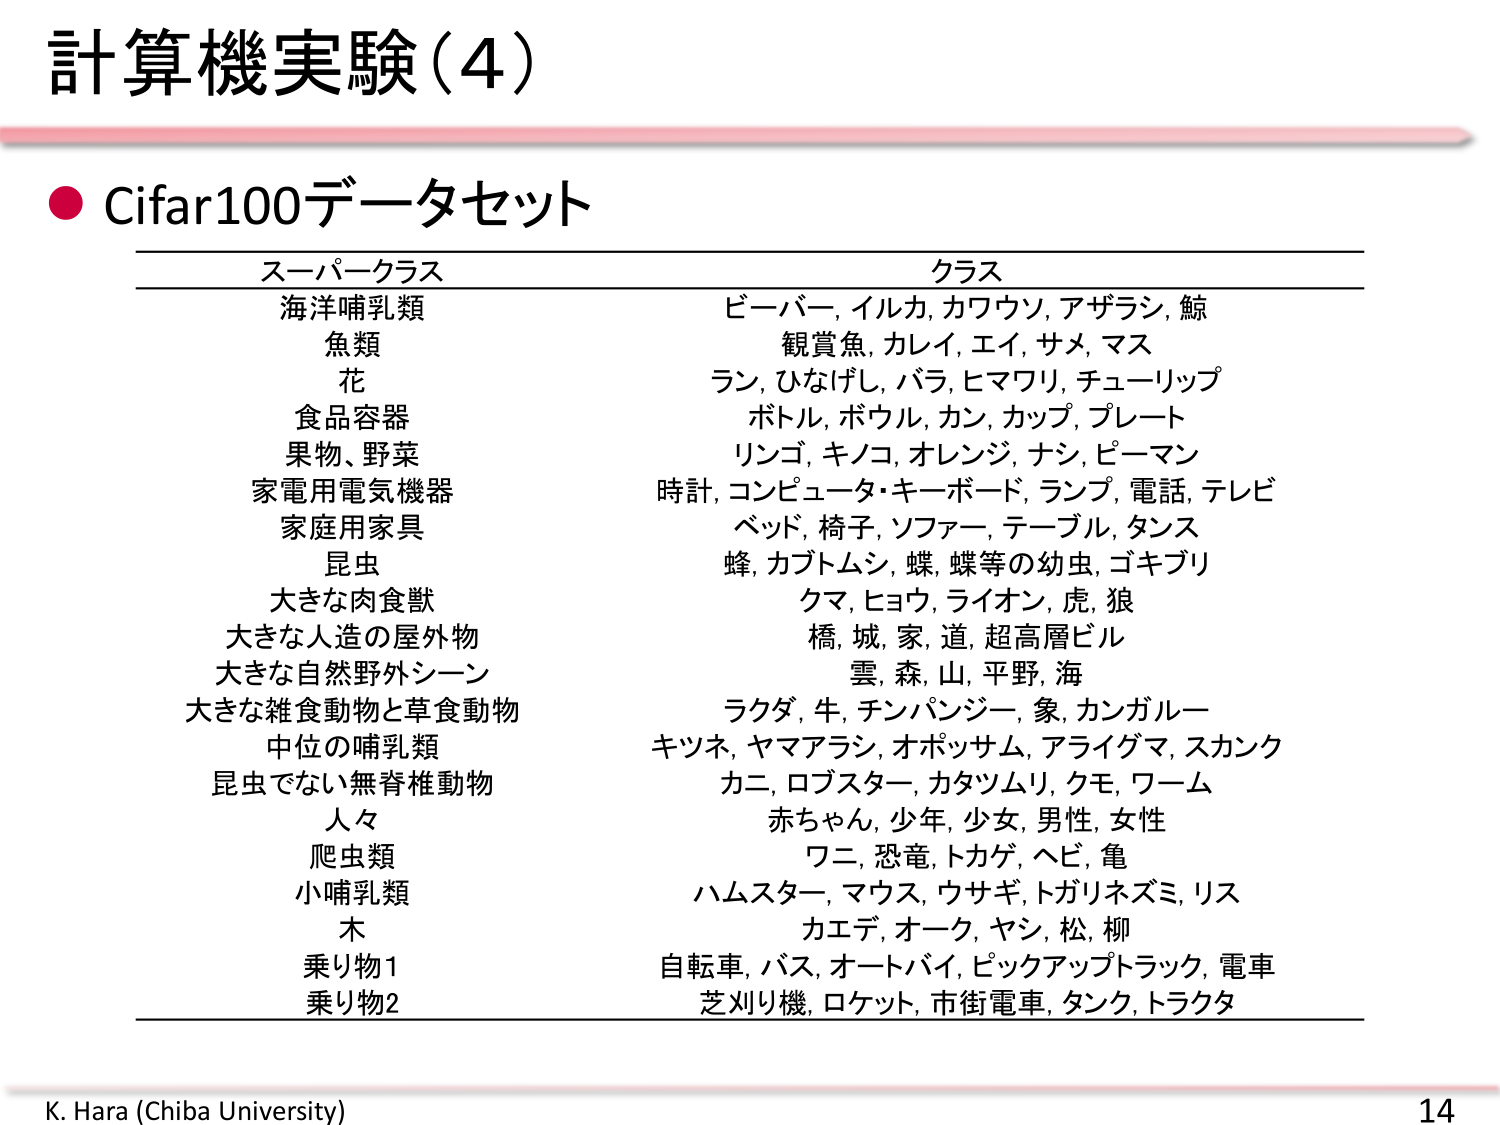 計算機実験(4)
● Cifar100データセット
スーパークラス クラス
海洋哺乳類 ビーバー, イルカ, カワウソ, アザラシ, 鯨
魚類 観賞魚, カレイ, エイ, サメ, マス
花 ラン, ひなげし, バラ, ヒマワリ, チューリップ
食品容器 ボトル, ボウル, カン, カップ, プレート
果物、野菜 リンゴ, キノコ, オレンジ, ナシ, ピーマン
家電用電気機器 時計, コンピュータ・キーボード, ランプ, 電話, テレビ
家庭用家具 ベッド, 椅子, ソファー, テーブル, タンス
昆虫 蜂, カブトムシ, 蝶, 蝶等の幼虫, ゴキブリ
大きな肉食獣 クマ, ヒョウ, ライオン, 虎, 狼
大きな人造の屋外物 橋, 城, 家, 道, 超高層ビル
大きな自然野外シーン 雲, 森, 山, 平野, 海
大きな雑食動物と草食動物 ラクダ, 牛, チンパンジー, 象, カンガルー
中位の哺乳類 キツネ, ヤマアラシ, オポッサム, アライグマ, スカンク
昆虫でない無脊椎動物 カニ, ロブスター, カタツムリ, クモ, ワーム
人々 赤ちゃん, 少年, 少女, 男性, 女性
爬虫類 ワニ, 恐竜, トカゲ, ヘビ, 亀
小哺乳類 ハムスター, マウス, ウサギ, トガリネズミ, リス
木 カエデ, オーク, ヤシ, 松, 柳
乗り物1 自転車, バス, オートバイ, ピックアップトラック, 電車
乗り物2 芝刈り機, ロケット, 市街電車, タンク, トラクタ
K. Hara (Chiba University) 14